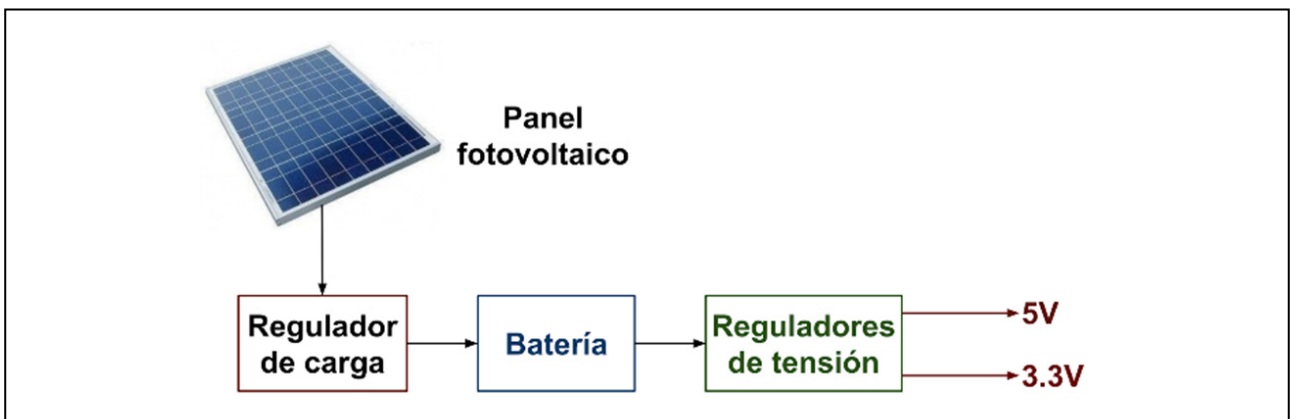 Panel
fotovoltaico
Regulador
de carga
Batería
Reguladores
de tensión
5V
3.3V